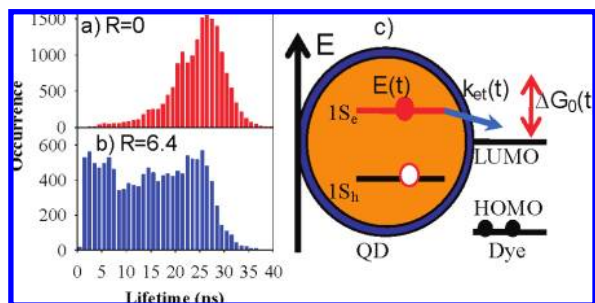 a) R=0
1500
1000
500
0
Occurrence
b) R=6.4
600
400
200
0
0 5 10 15 20 25 30 35 40
Lifetime (ns)
c)
E
E(t)
1Se
1Sh
QD
ket(t)
ΔG0(t
LUMO
HOMO
Dye